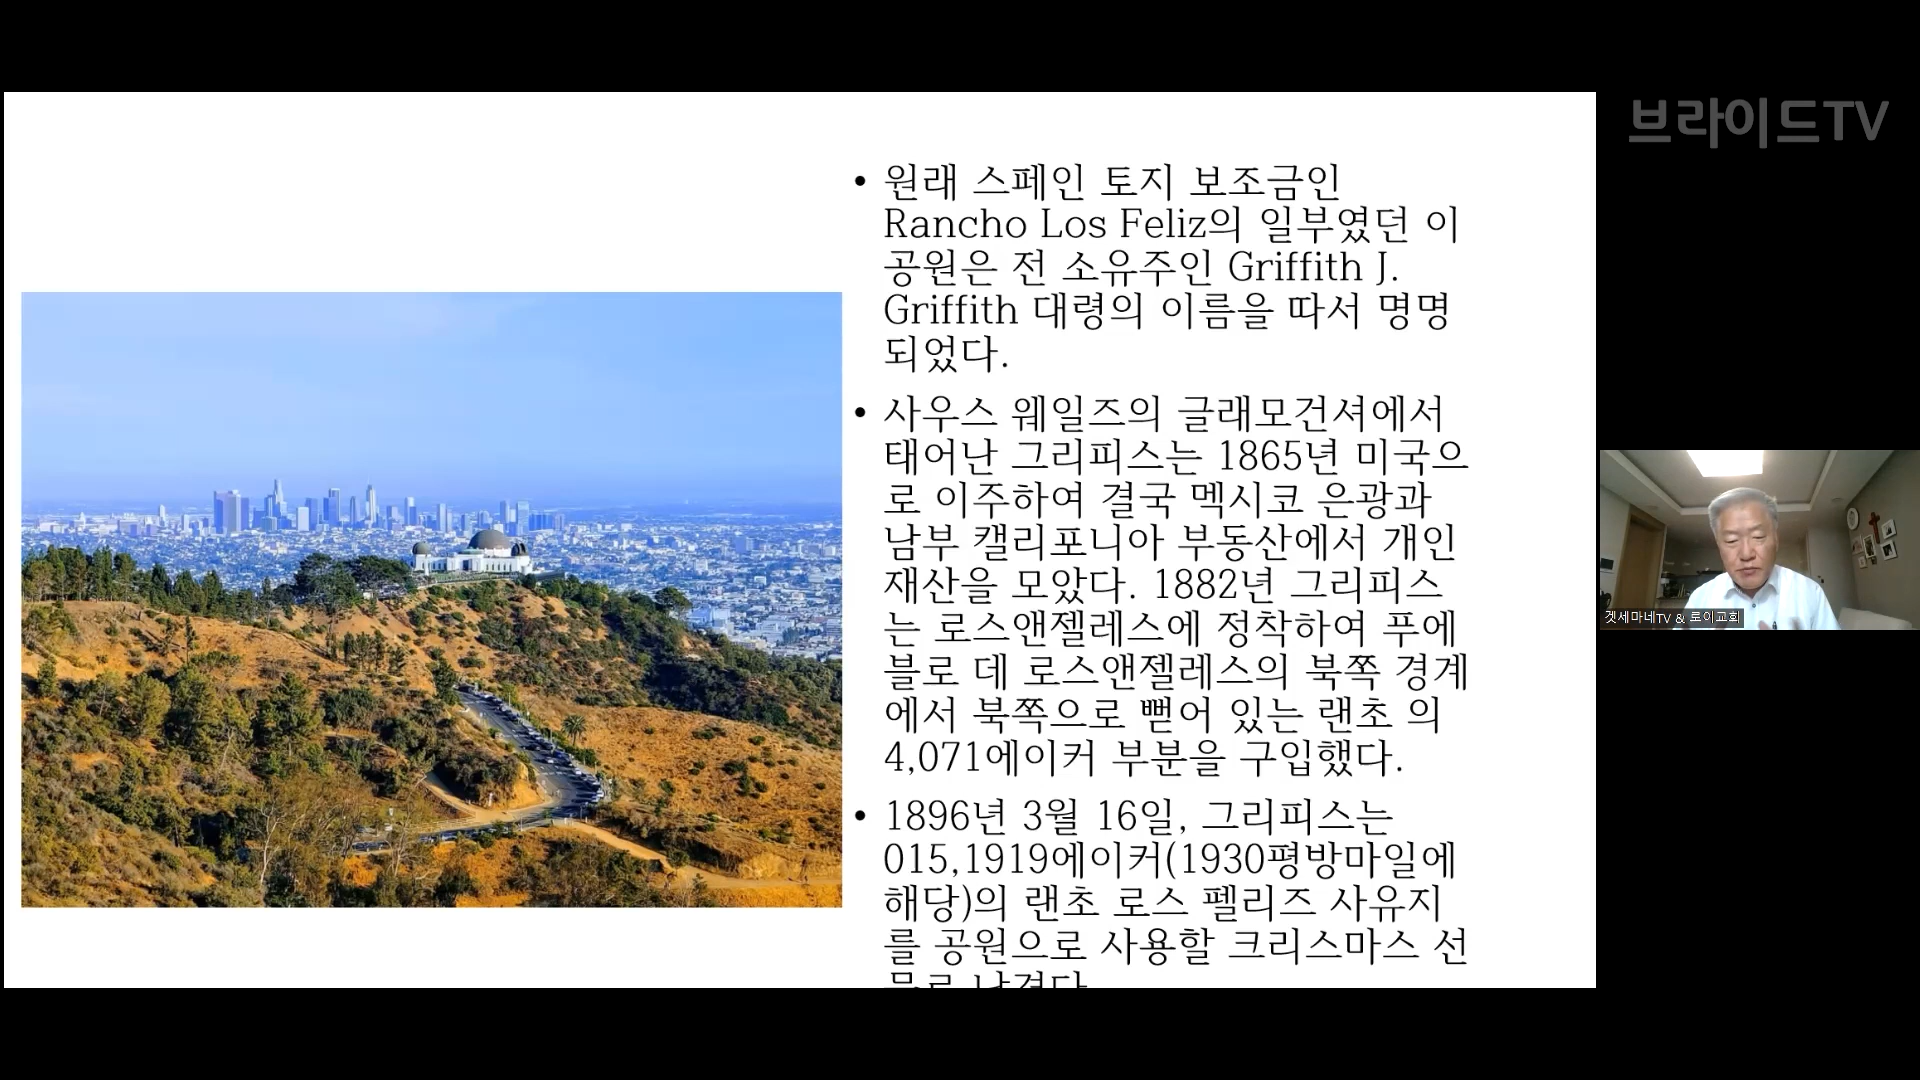 브라이드TV
• 원래 스페인 토지 보조금인
Rancho Los Feliz의 일부였던 이
공원은 전 소유주인 Griffith J.
Griffith 대령의 이름을 따서 명명
되었다.
• 사우스 웨일즈의 글래모건셔에서
태어난 그리피스는 1865년 미국으
로 이주하여 결국 멕시코 은광과
남부 캘리포니아 부동산에서 개인
재산을 모았다. 1882년 그리피스
는 로스앤젤레스에 정착하여 푸에
블로 데 로스앤젤레스의 북쪽 경계
에서 북쪽으로 뻗어 있는 랜초 의
4,071에이커 부분을 구입했다.
• 1896년 3월 16일, 그리피스는
015,1919에이커(1930평방마일에
해당)의 랜초 로스 펠리즈 사유지
를 공원으로 사용할 크리스마스 선
겟세마네TV & 로이교회